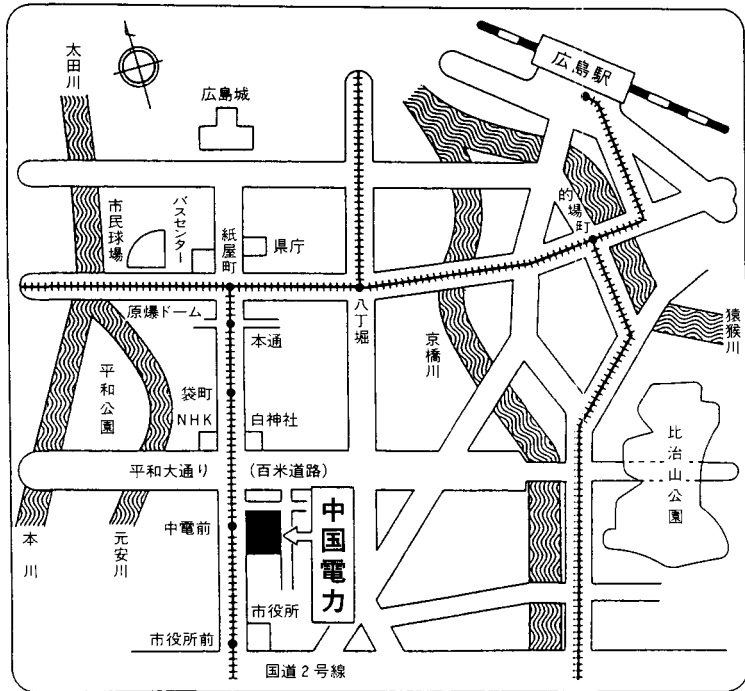 太田川
広島城
広島駅
市民球場
バスセンター
紙屋町
県庁
的場町
原爆ドーム
本通
八丁堀
京橋川
猿猴川
平和公園
袋町
NHK
白神社
平和大通り
(百米道路)
比治山公園
本川
元安川
中電前
中国電力
市役所
市役所前
国道2号線